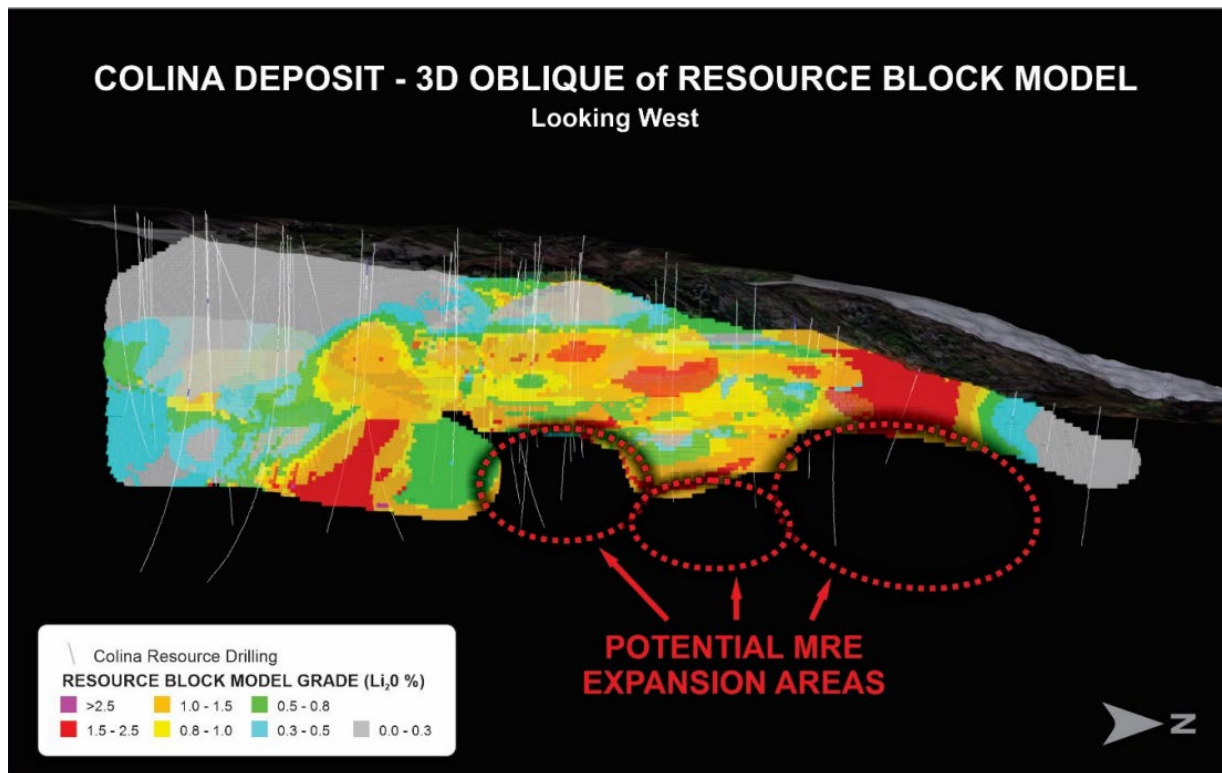 COLINA DEPOSIT - 3D OBLIQUE of RESOURCE BLOCK MODEL
Looking West
POTENTIAL MRE
EXPANSION AREAS
Colina Resource Drilling
RESOURCE BLOCK MODEL GRADE (Li₂0 %)
>2.5 1.0 - 1.5 0.5 - 0.8
1.5 - 2.5 0.8 - 1.0 0.3 - 0.5 0.0 - 0.3
N